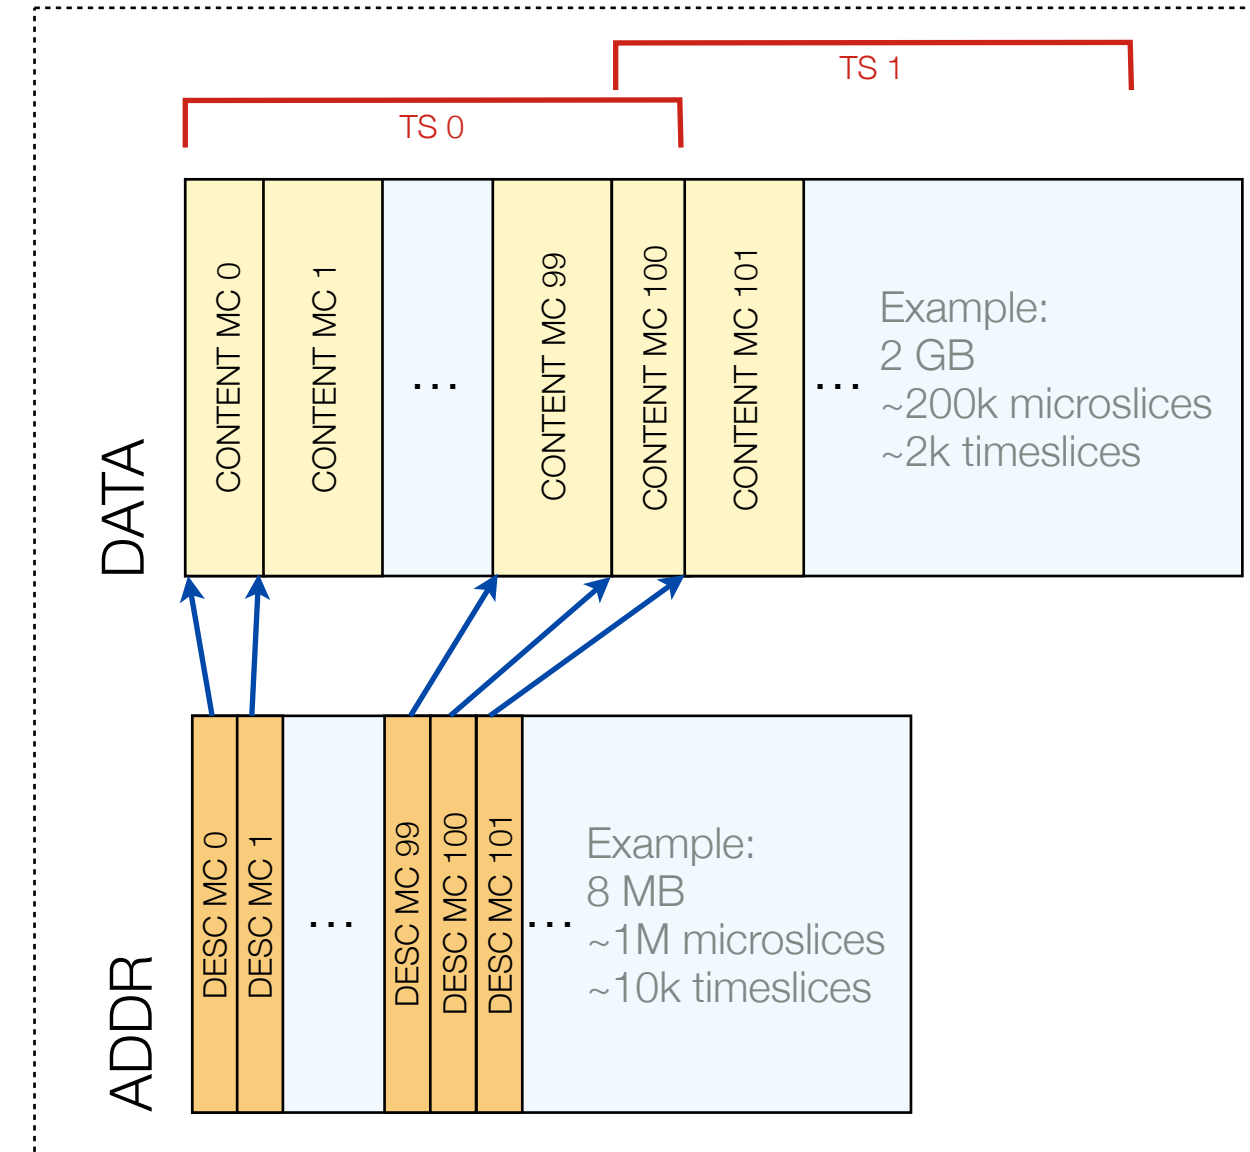 TS 1
TS 0
DATA
CONTENT MC 0
CONTENT MC 1
...
CONTENT MC 99
CONTENT MC 100
CONTENT MC 101
...
Example:
2 GB
~200k microslices
~2k timeslices
ADDR
DESC MC 0
DESC MC 1
...
DESC MC 99
DESC MC 100
DESC MC 101
...
Example:
8 MB
~1M microslices
~10k timeslices